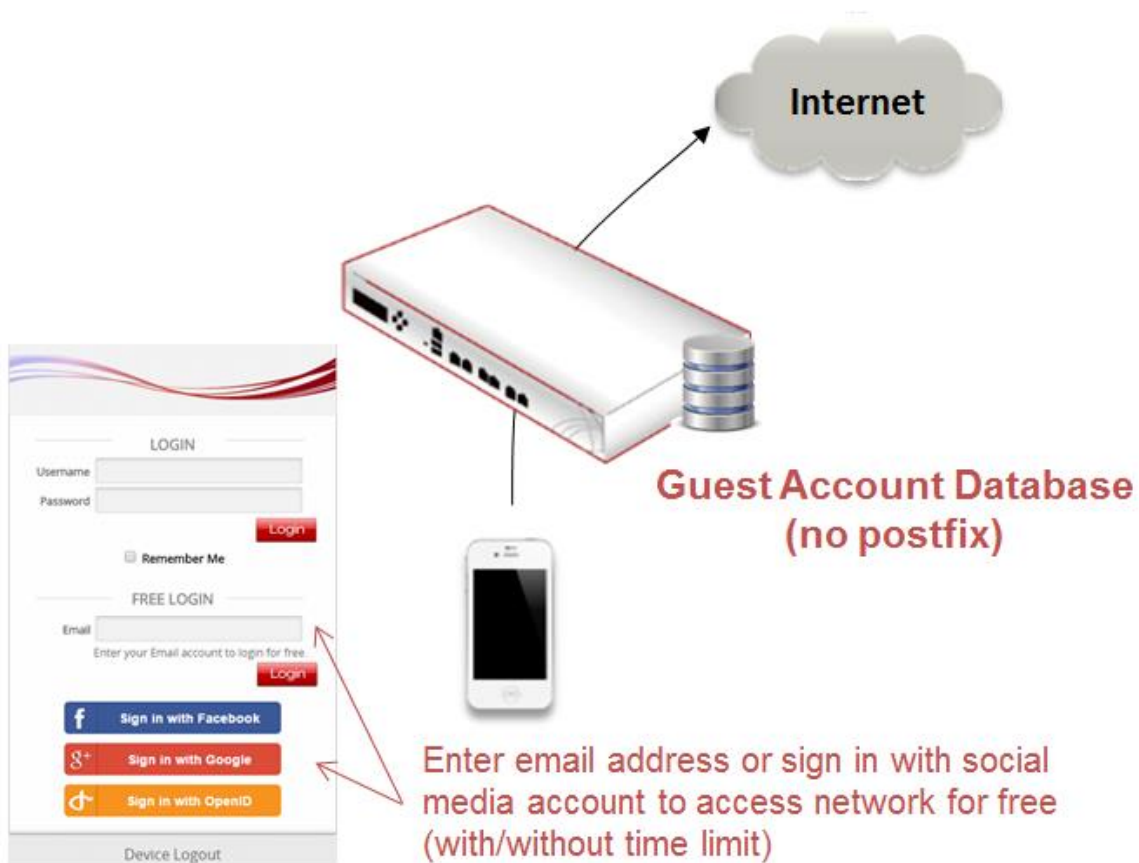 Internet
Guest Account Database
(no postfix)
LOGIN
Username
Password
Login
Remember Me
FREE LOGIN
Email
Enter your Email account to login for free.
Login
f Sign in with Facebook
g+ Sign in with Google
Sign in with OpenID
Device Logout
Enter email address or sign in with social
media account to access network for free
(with/without time limit)